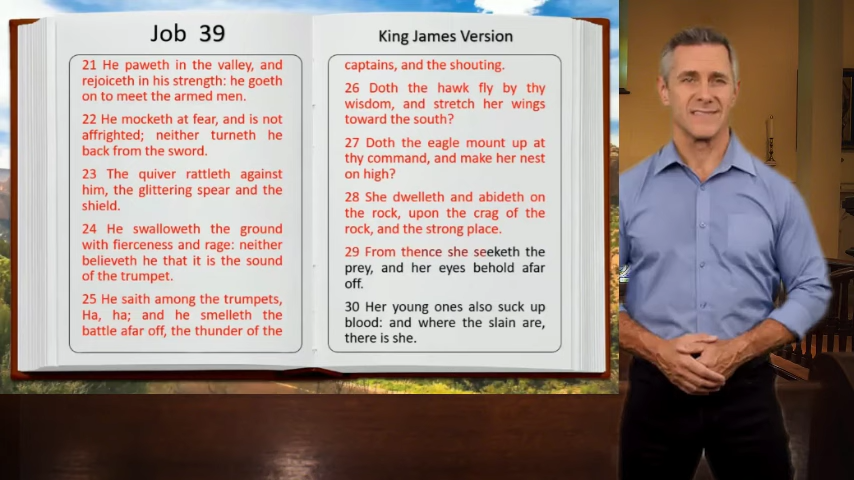 Job 39
21 He paweth in the valley, and
rejoiceth in his strength: he goeth
on to meet the armed men.
22 He mocketh at fear, and is not
affrighted; neither turneth he
back from the sword.
23 The quiver rattleth against
him, the glittering spear and the
shield.
24 He swalloweth the ground
with fierceness and rage: neither
believeth he that it is the sound
of the trumpet.
25 He saith among the trumpets,
Ha, ha; and he smelleth the
battle afar off, the thunder of the
King James Version
captains, and the shouting.
26 Doth the hawk fly by thy
wisdom, and stretch her wings
toward the south?
27 Doth the eagle mount up at
thy command, and make her nest
on high?
28 She dwelleth and abideth on
the rock, upon the crag of the
rock, and the strong place.
29 From thence she seeketh the
prey, and her eyes behold afar
off.
30 Her young ones also suck up
blood: and where the slain are,
there is she.